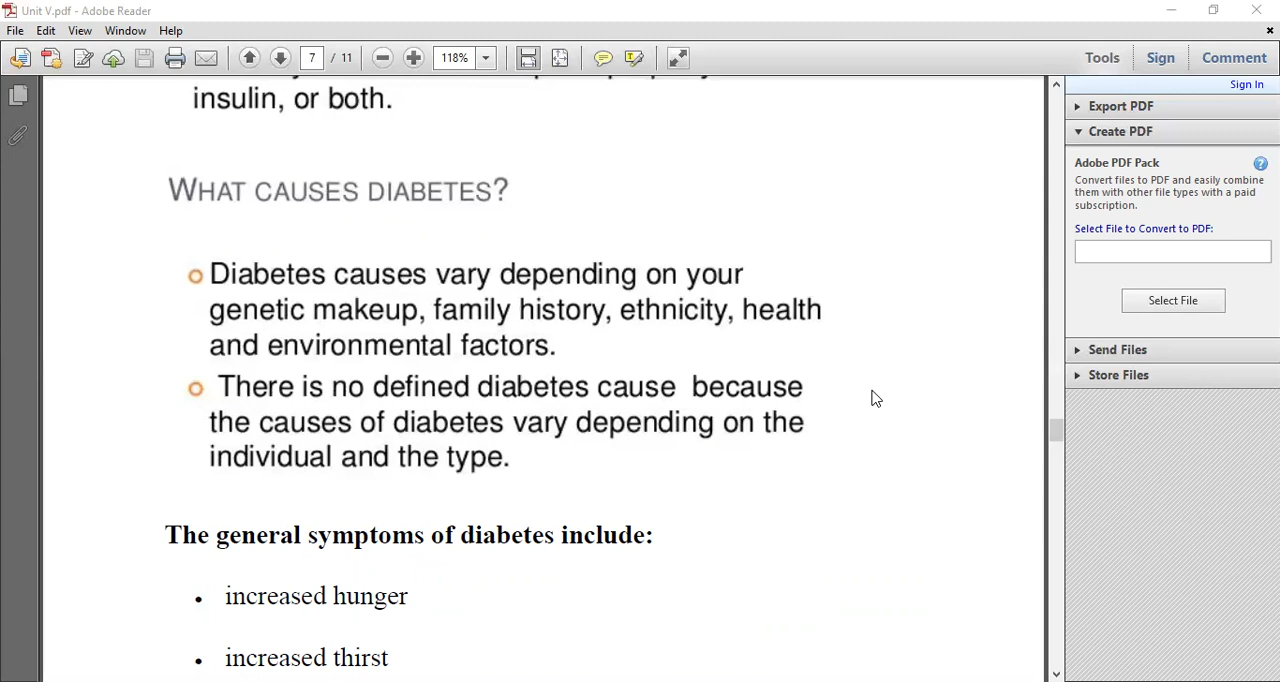 Unit V.pdf - Adobe Reader
File Edit View Window Help
7 / 11 118% Tools Sign Comment
Sign In
insulin, or both.
WHAT CAUSES DIABETES?
Diabetes causes vary depending on your
genetic makeup, family history, ethnicity, health
and environmental factors.
There is no defined diabetes cause because
the causes of diabetes vary depending on the
individual and the type.
The general symptoms of diabetes include:
• increased hunger
• increased thirst
Export PDF
Create PDF
Adobe PDF Pack
Convert files to PDF and easily combine
them with other file types with a paid
subscription.
Select File to Convert to PDF:
Select File
Send Files
Store Files